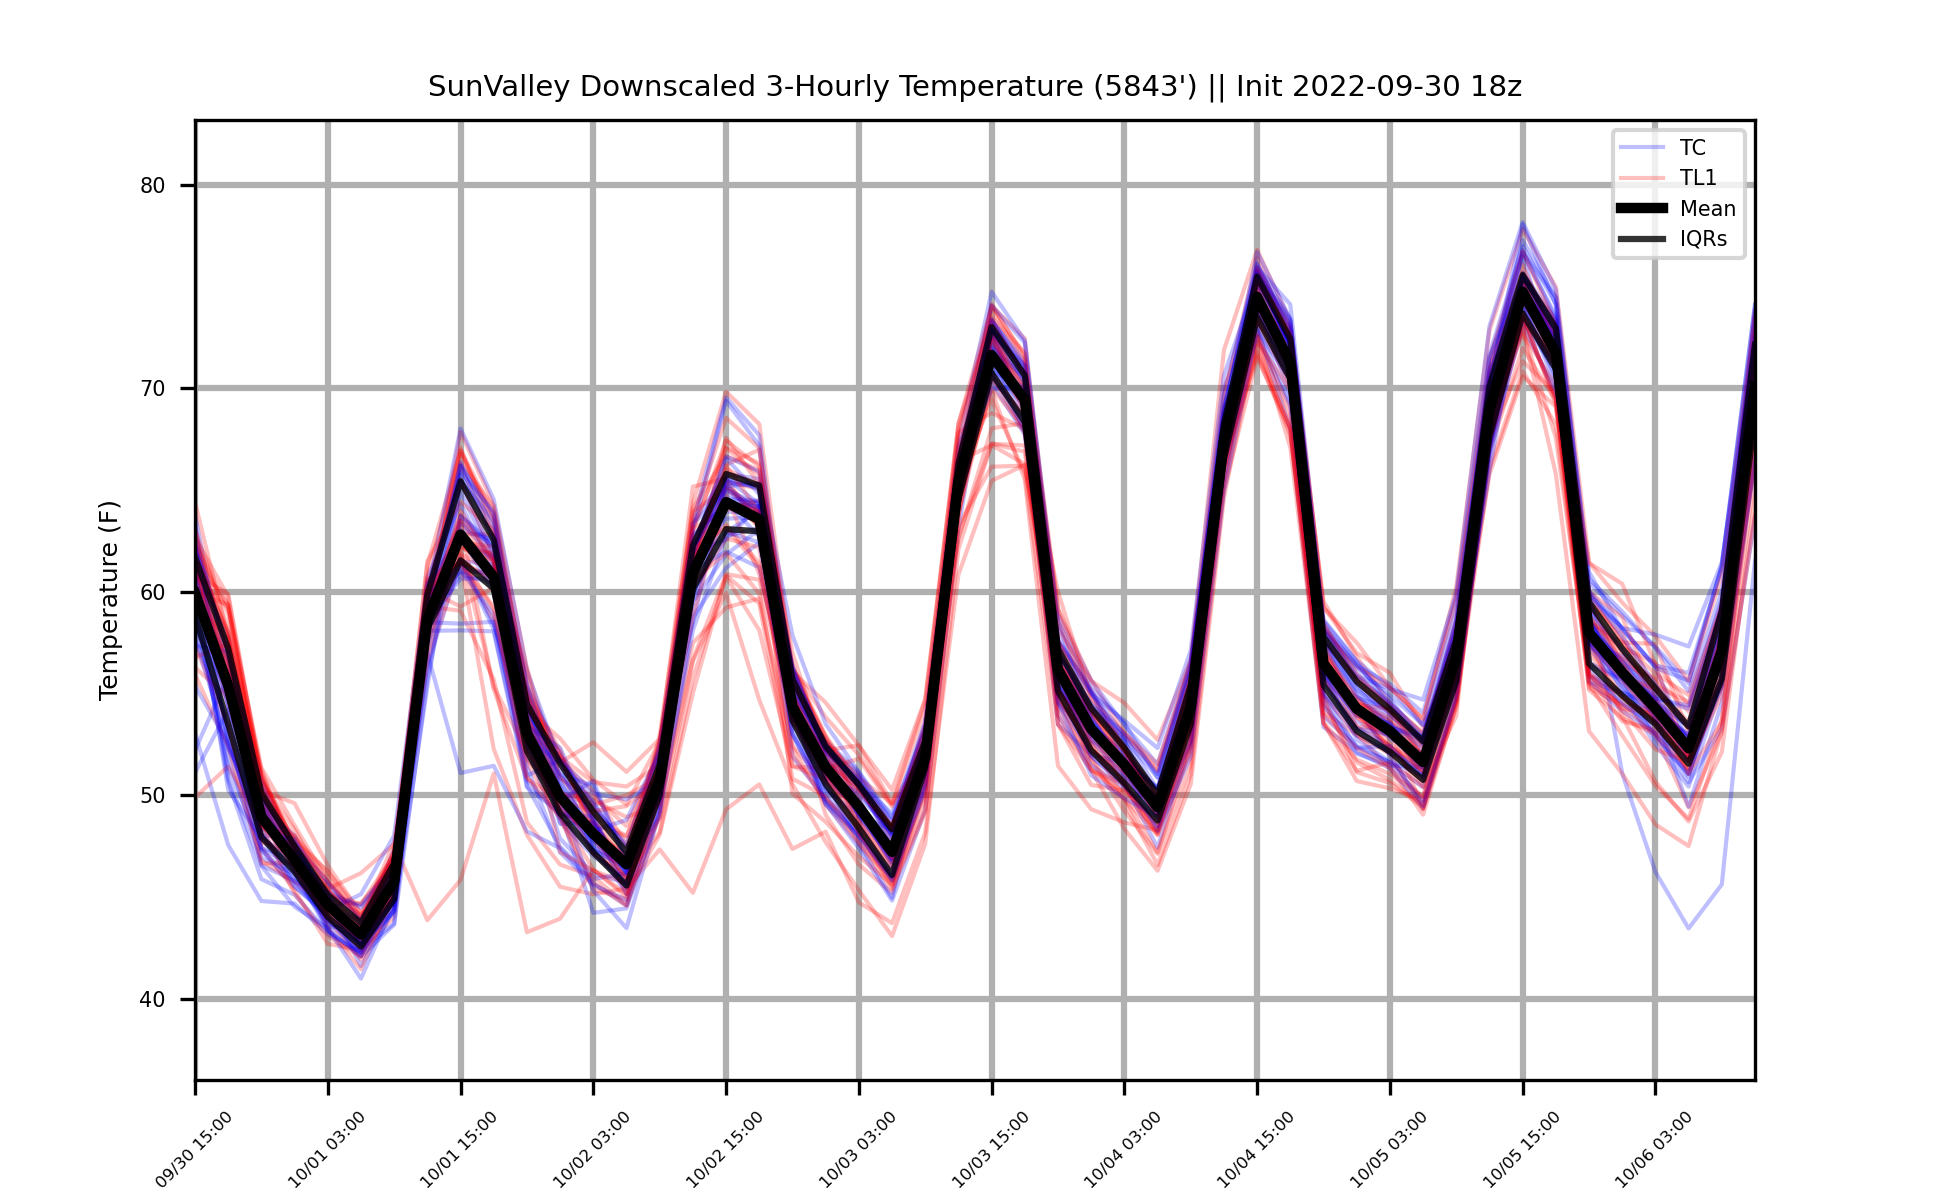 SunValley Downscaled 3-Hourly Temperature (5843') || Init 2022-09-30 18z
TC
TL1
Mean
IQRs
Temperature (F)
80
70
60
50
40
09/30 15:00
10/01 03:00
10/01 15:00
10/02 03:00
10/02 15:00
10/03 03:00
10/03 15:00
10/04 03:00
10/04 15:00
10/05 03:00
10/05 15:00
10/06 03:00